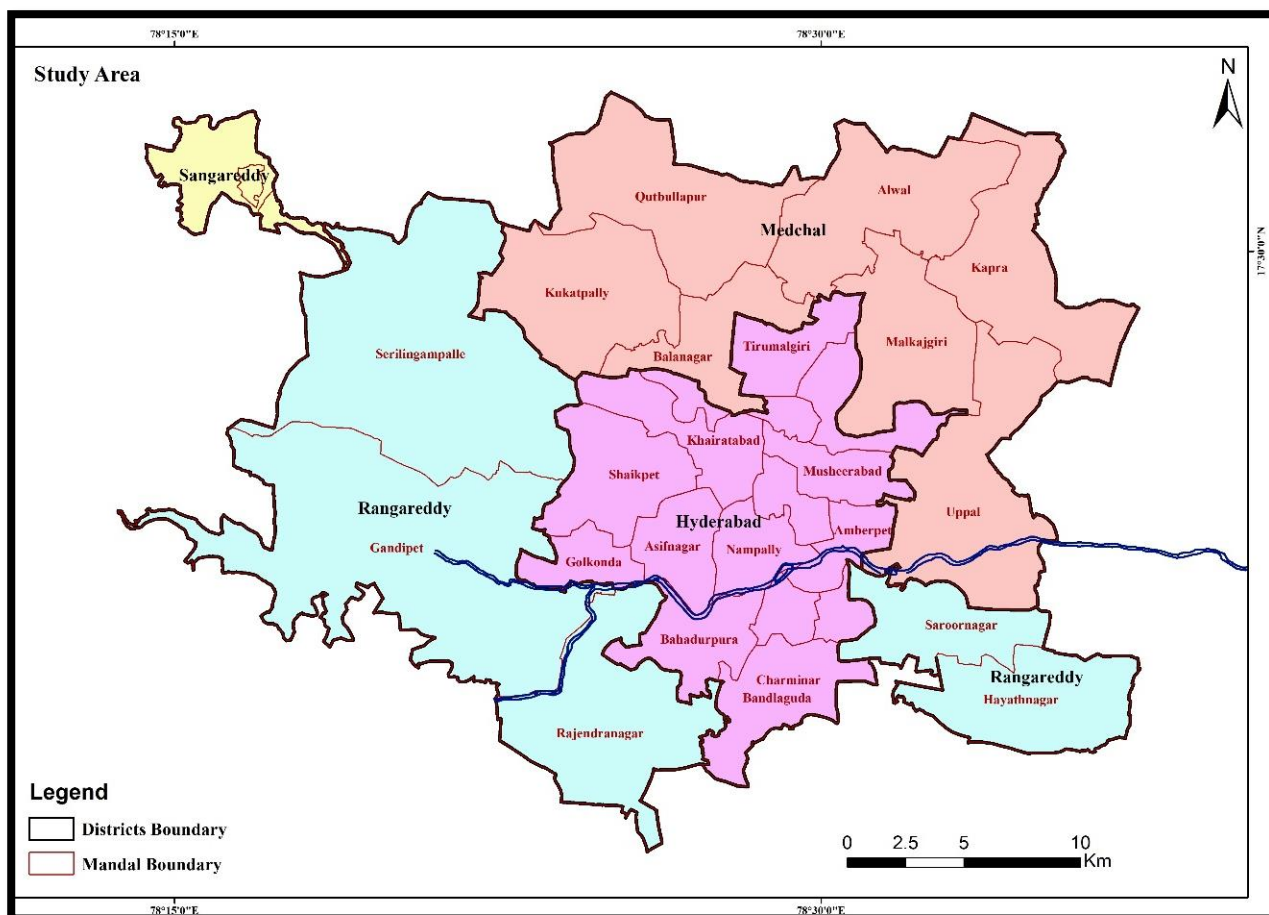 78°15'0"E
78°30'0"E
Study Area
N
Sangareddy
Qutbullapur
Alwal
Medchal
Kapra
17°30'0"N
Kukatpally
Serilingampalle
Balanagar
Tirumalgiri
Malkajgiri
Khairatabad
Shaikpet
Musheerabad
Rangareddy
Hyderabad
Uppal
Gandipet
Golkonda
Asifnagar
Nampally
Amberpet
Saroornagar
Bahadurpura
Charminar
Bandlaguda
Rangareddy
Hayathnagar
Rajendranagar
Legend
Districts Boundary
Mandal Boundary
0 2.5 5 10
Km
78°15'0"E
78°30'0"E